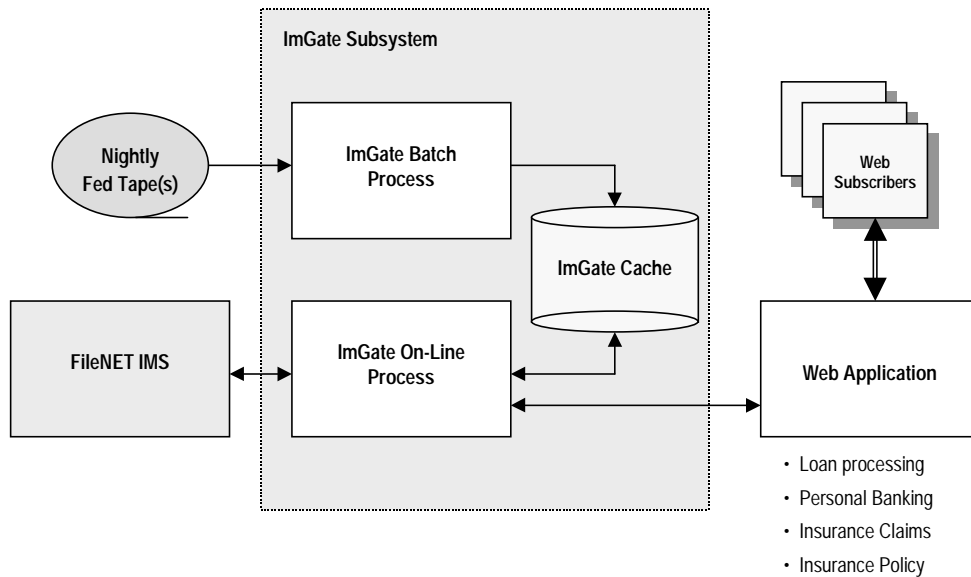 ImGate Subsystem
Nightly
Fed Tape(s)
ImGate Batch
Process
Web
Subscribers
ImGate Cache
FileNET IMS
ImGate On-Line
Process
Web Application
• Loan processing
• Personal Banking
• Insurance Claims
• Insurance Policy